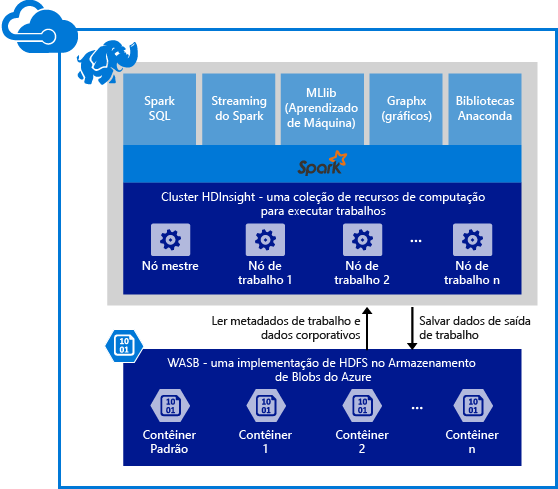 Spark
SQL
Streaming
do Spark
MLlib
(Aprendizado
de Máquina)
Graphx
(gráficos)
Bibliotecas
Anaconda
Spark
Cluster HDInsight - uma coleção de recursos de computação
para executar trabalhos
Nó mestre
Nó de
trabalho 1
Nó de
trabalho 2
...
Nó de
trabalho n
Ler metadados de trabalho e
dados corporativos
Salvar dados de saída
de trabalho
10
01
WASB - uma implementação de HDFS no Armazenamento
de Blobs do Azure
10
01
10
01
10
01
...
10
01
Contêiner
Padrão
Contêiner
1
Contêiner
2
Contêiner
n